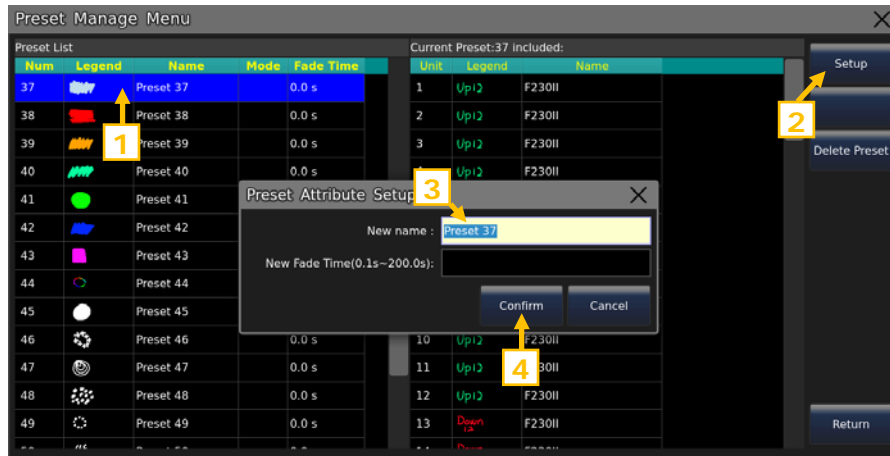 Preset Manage Menu
Preset List
Current Preset:37 included:
Num Legend Name Mode Fade Time
Unit Legend Name
Setup
37 Preset 37 0.0 s
1 Up12 F230II
1
2
38 Preset 38 0.0 s
2 Up12 F230II
39 Preset 39 0.0 s
3 Up12 F230II
Delete Preset
40 Preset 40 0.0 s
Up12 F230II
41 Preset 41
Preset Attribute Setup
3
42 Preset 42
New name : Preset 37
43 Preset 43
New Fade Time(0.1s~200.0s):
44 Preset 44
45 Preset 45
Confirm Cancel
46 Preset 46 0.0 s
10 Up12 F230II
4
47 Preset 47 0.0 s
11 Up12
48 Preset 48 0.0 s
12 Up12 F230II
49 Preset 49 0.0 s
13 Down 12 F230II
Return